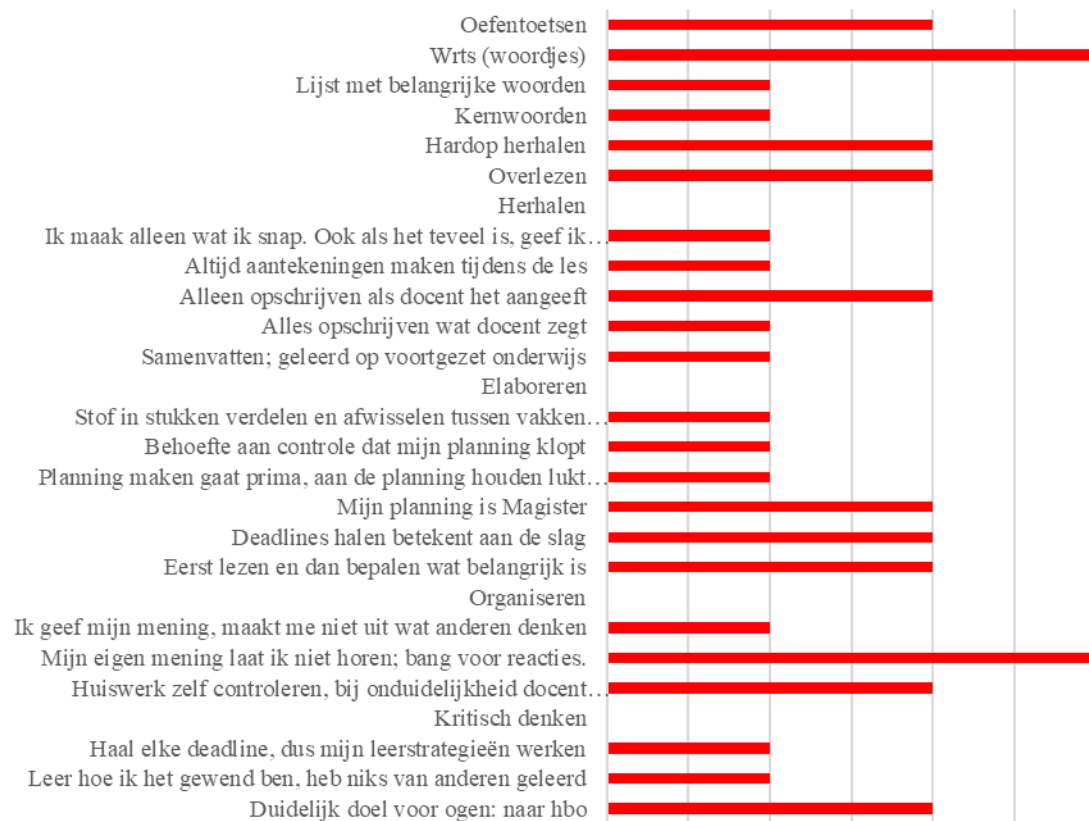 Oefentoetsen
Wrts (woordjes)
Lijst met belangrijke woorden
Kernwoorden
Hardop herhalen
Overlezen
Herhalen
Ik maak alleen wat ik snap. Ook als het teveel is, geef ik…
Altijd aantekeningen maken tijdens de les
Alleen opschrijven als docent het aangeeft
Alles opschrijven wat docent zegt
Samenvatten; geleerd op voortgezet onderwijs
Elaboreren
Stof in stukken verdelen en afwisselen tussen vakken…
Behoefte aan controle dat mijn planning klopt
Planning maken gaat prima, aan de planning houden lukt…
Mijn planning is Magister
Deadlines halen betekent aan de slag
Eerst lezen en dan bepalen wat belangrijk is
Organiseren
Ik geef mijn mening, maakt me niet uit wat anderen denken
Mijn eigen mening laat ik niet horen; bang voor reacties.
Huiswerk zelf controleren, bij onduidelijkheid docent…
Kritisch denken
Haal elke deadline, dus mijn leerstrategieën werken
Leer hoe ik het gewend ben, heb niks van anderen geleerd
Duidelijk doel voor ogen: naar hbo